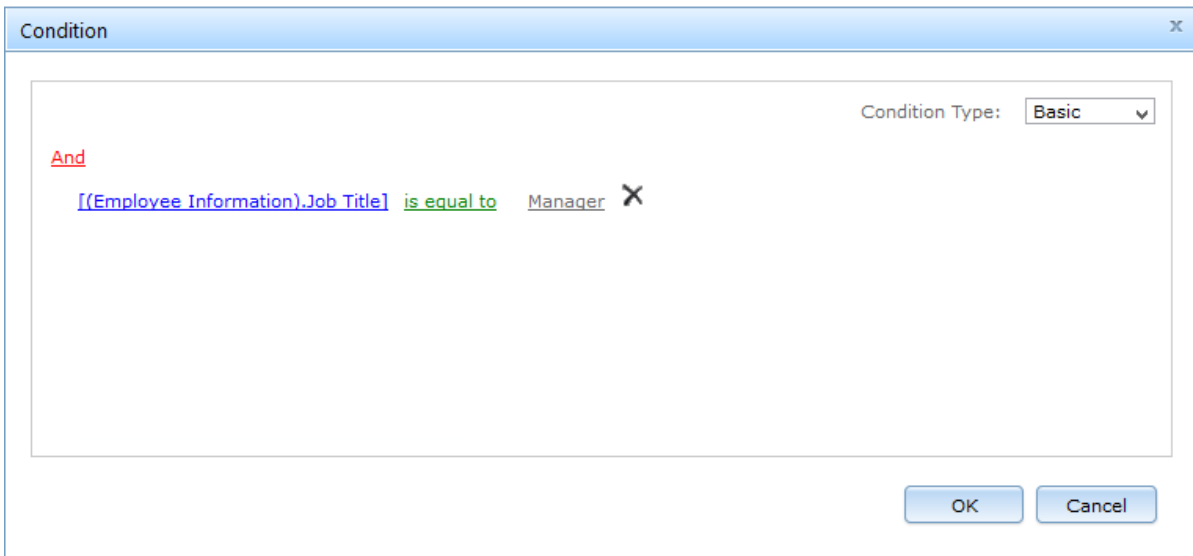 Condition x
Condition Type: Basic
And
[(Employee Information).Job Title] is equal to Manager
OK Cancel